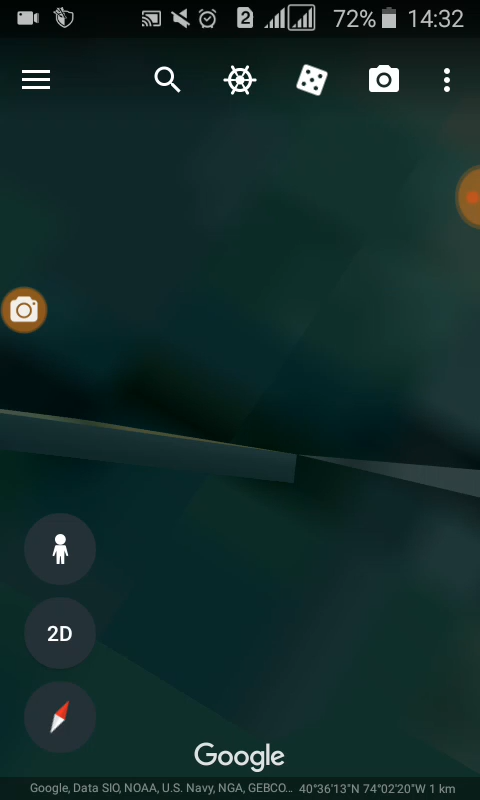 2 72% 14:32
2D
Google
Google, Data SIO, NOAA, U.S. Navy, NGA, GEBCO... 40°36'13"N 74°02'20"W 1 km